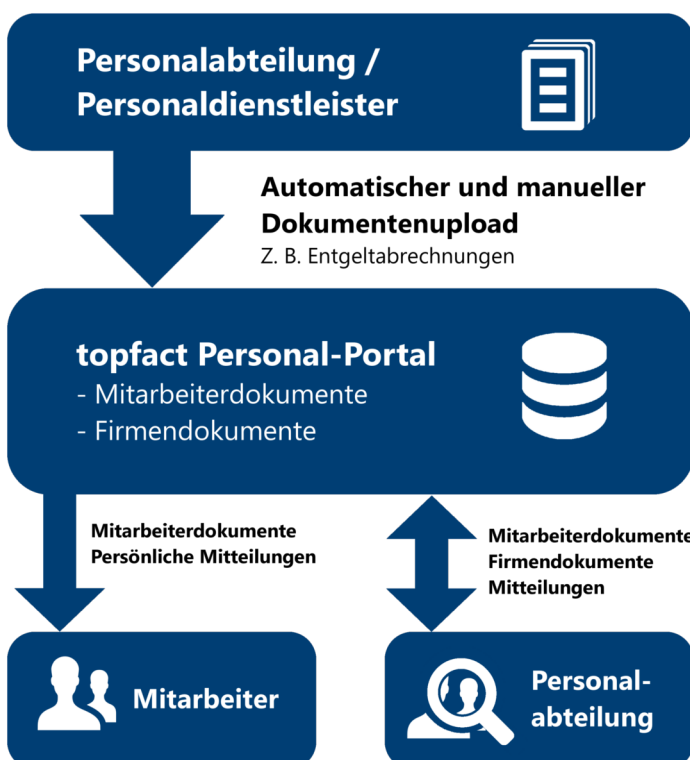 Personalabteilung /
Personaldienstleister
Automatischer und manueller
Dokumentenupload
Z. B. Entgeltabrechnungen
topfact Personal-Portal
- Mitarbeiterdokumente
- Firmendokumente
Mitarbeiterdokumente
Persönliche Mitteilungen
Mitarbeiterdokumente
Firmendokumente
Mitteilungen
Mitarbeiter
Personal-
abteilung